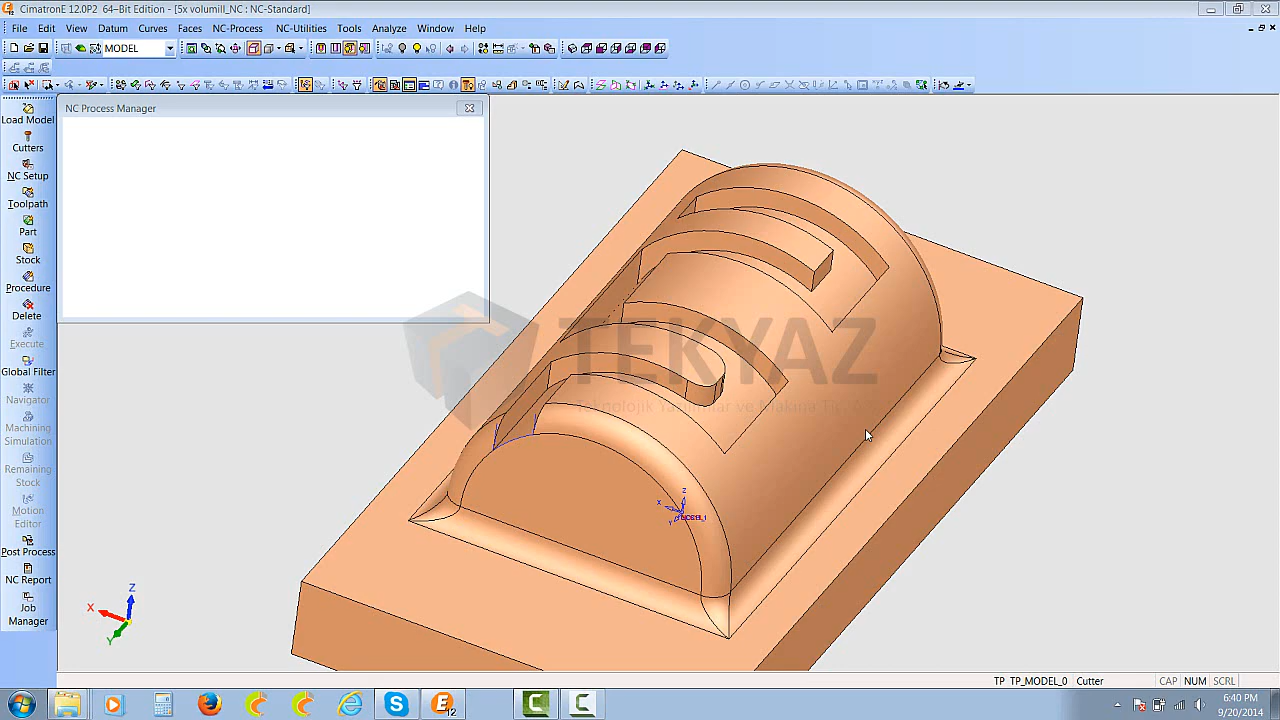 CimatronE 12.0P2 64-Bit Edition - [5x volumill_NC : NC-Standard]
File Edit View Datum Curves Faces NC-Process NC-Utilities Tools Analyze Window Help
MODEL
NC Process Manager
Load Model
Cutters
NC Setup
Toolpath
Part
Stock
Procedure
Delete
Execute
Global Filter
Navigator
Machining
Simulation
Remaining
Stock
Motion
Editor
Post Process
NC Report
Job
Manager
TEKYAZ
Z
X
Y
Z
X
Y
TP TP_MODEL_0 Cutter CAP NUM SCRL
12
6:40 PM
9/20/2014